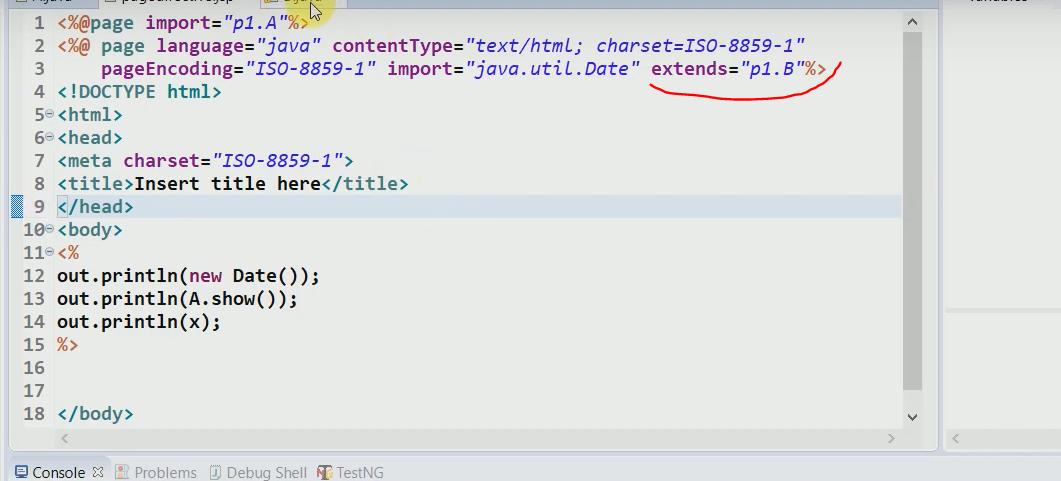 1 <%@page import="p1.A"%>
2 <%@ page language="java" contentType="text/html; charset=ISO-8859-1"
3 pageEncoding="ISO-8859-1" import="java.util.Date" extends="p1.B"%>
4 <!DOCTYPE html>
5 <html>
6 <head>
7 <meta charset="ISO-8859-1">
8 <title>Insert title here</title>
9 </head>
10 <body>
11 <%
12 out.println(new Date());
13 out.println(A.show());
14 out.println(x);
15 %>
16
17
18 </body>
Console Problems Debug Shell TestNG